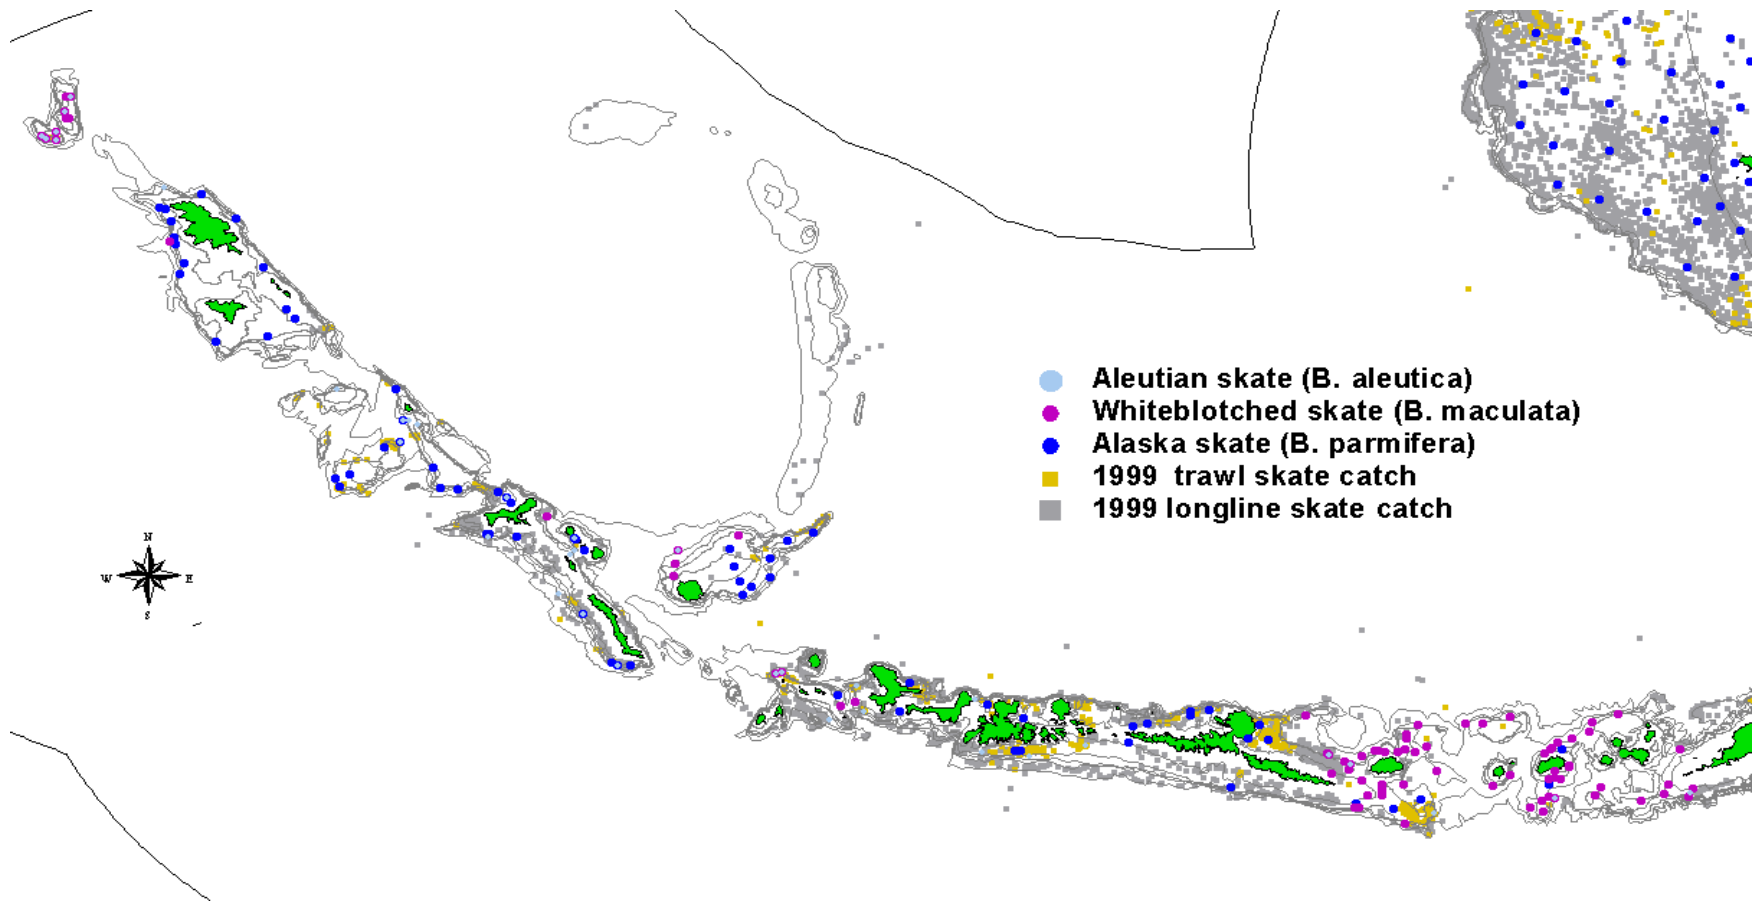 Aleutian skate (B. aleutica)
Whiteblotched skate (B. maculata)
Alaska skate (B. parmifera)
1999 trawl skate catch
1999 longline skate catch
N
W E
S